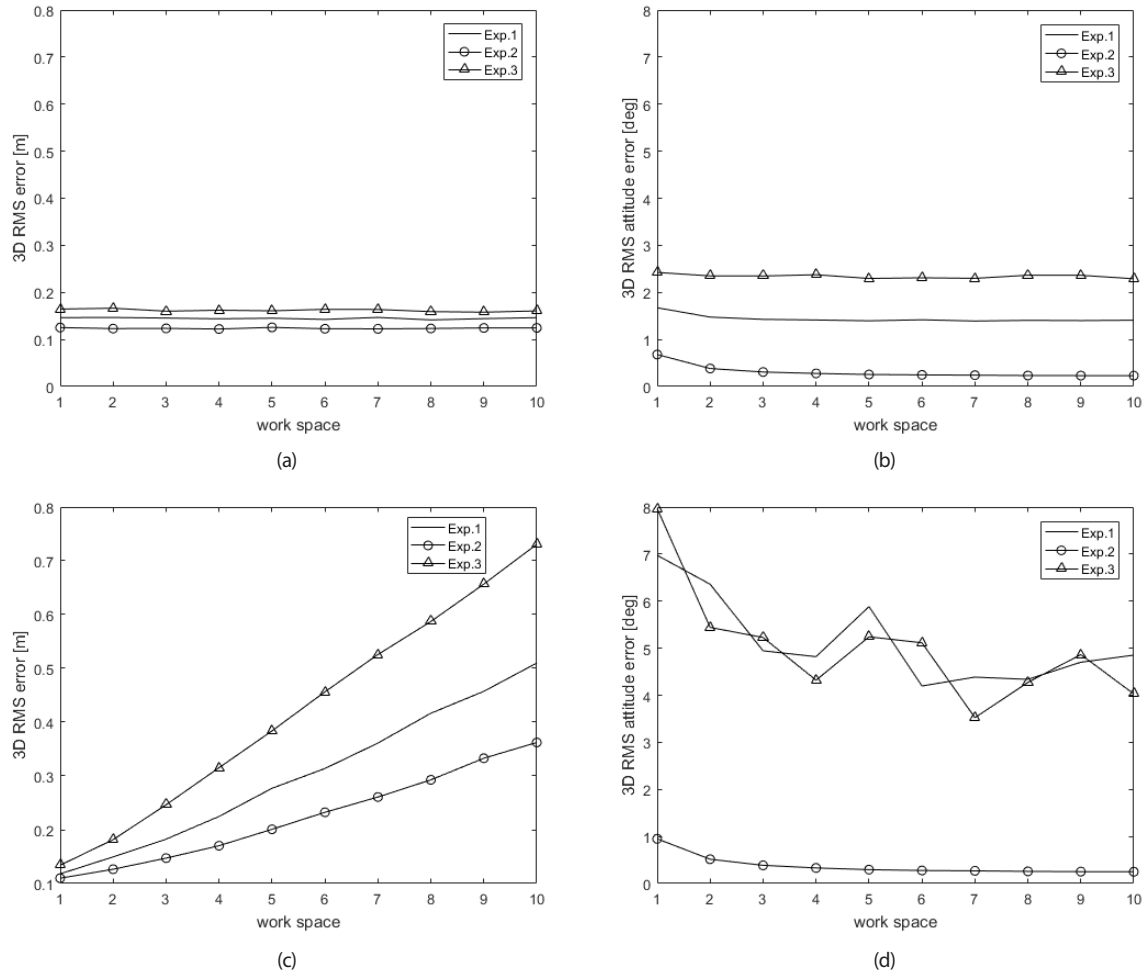 0.8
0.7
0.6
0.5
0.4
0.3
0.2
0.1
0
3D RMS error [m]
1 2 3 4 5 6 7 8 9 10
work space
Exp.1
Exp.2
Exp.3
(a)
8
7
6
5
4
3
2
1
0
3D RMS attitude error [deg]
1 2 3 4 5 6 7 8 9 10
work space
Exp.1
Exp.2
Exp.3
(b)
0.8
0.7
0.6
0.5
0.4
0.3
0.2
0.1
3D RMS error [m]
1 2 3 4 5 6 7 8 9 10
work space
Exp.1
Exp.2
Exp.3
(c)
8
7
6
5
4
3
2
1
0
3D RMS attitude error [deg]
1 2 3 4 5 6 7 8 9 10
work space
Exp.1
Exp.2
Exp.3
(d)